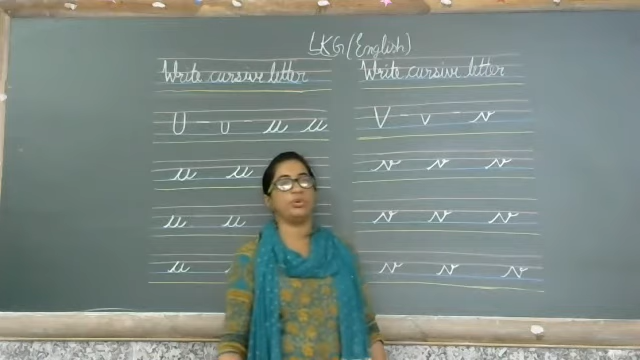 LKG (English)
Write cursive letter
U - u u u
u u
u u
u
Write cursive letter
V - v - v
v v v
v v v
v v v